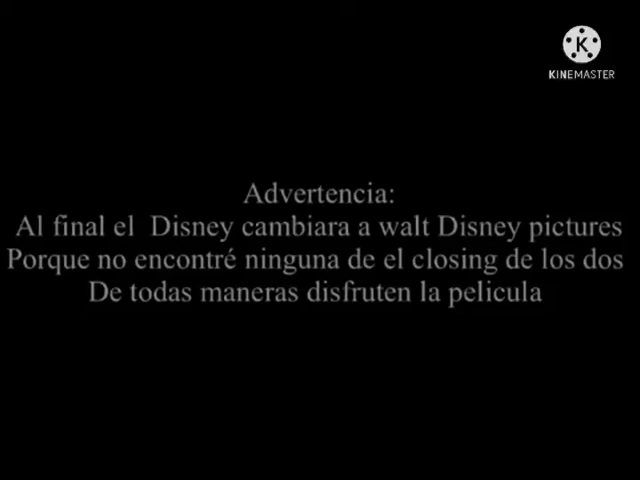 KINEMASTER
Advertencia:
Al final el Disney cambiara a walt Disney pictures
Porque no encontré ninguna de el closing de los dos
De todas maneras disfruten la pelicula